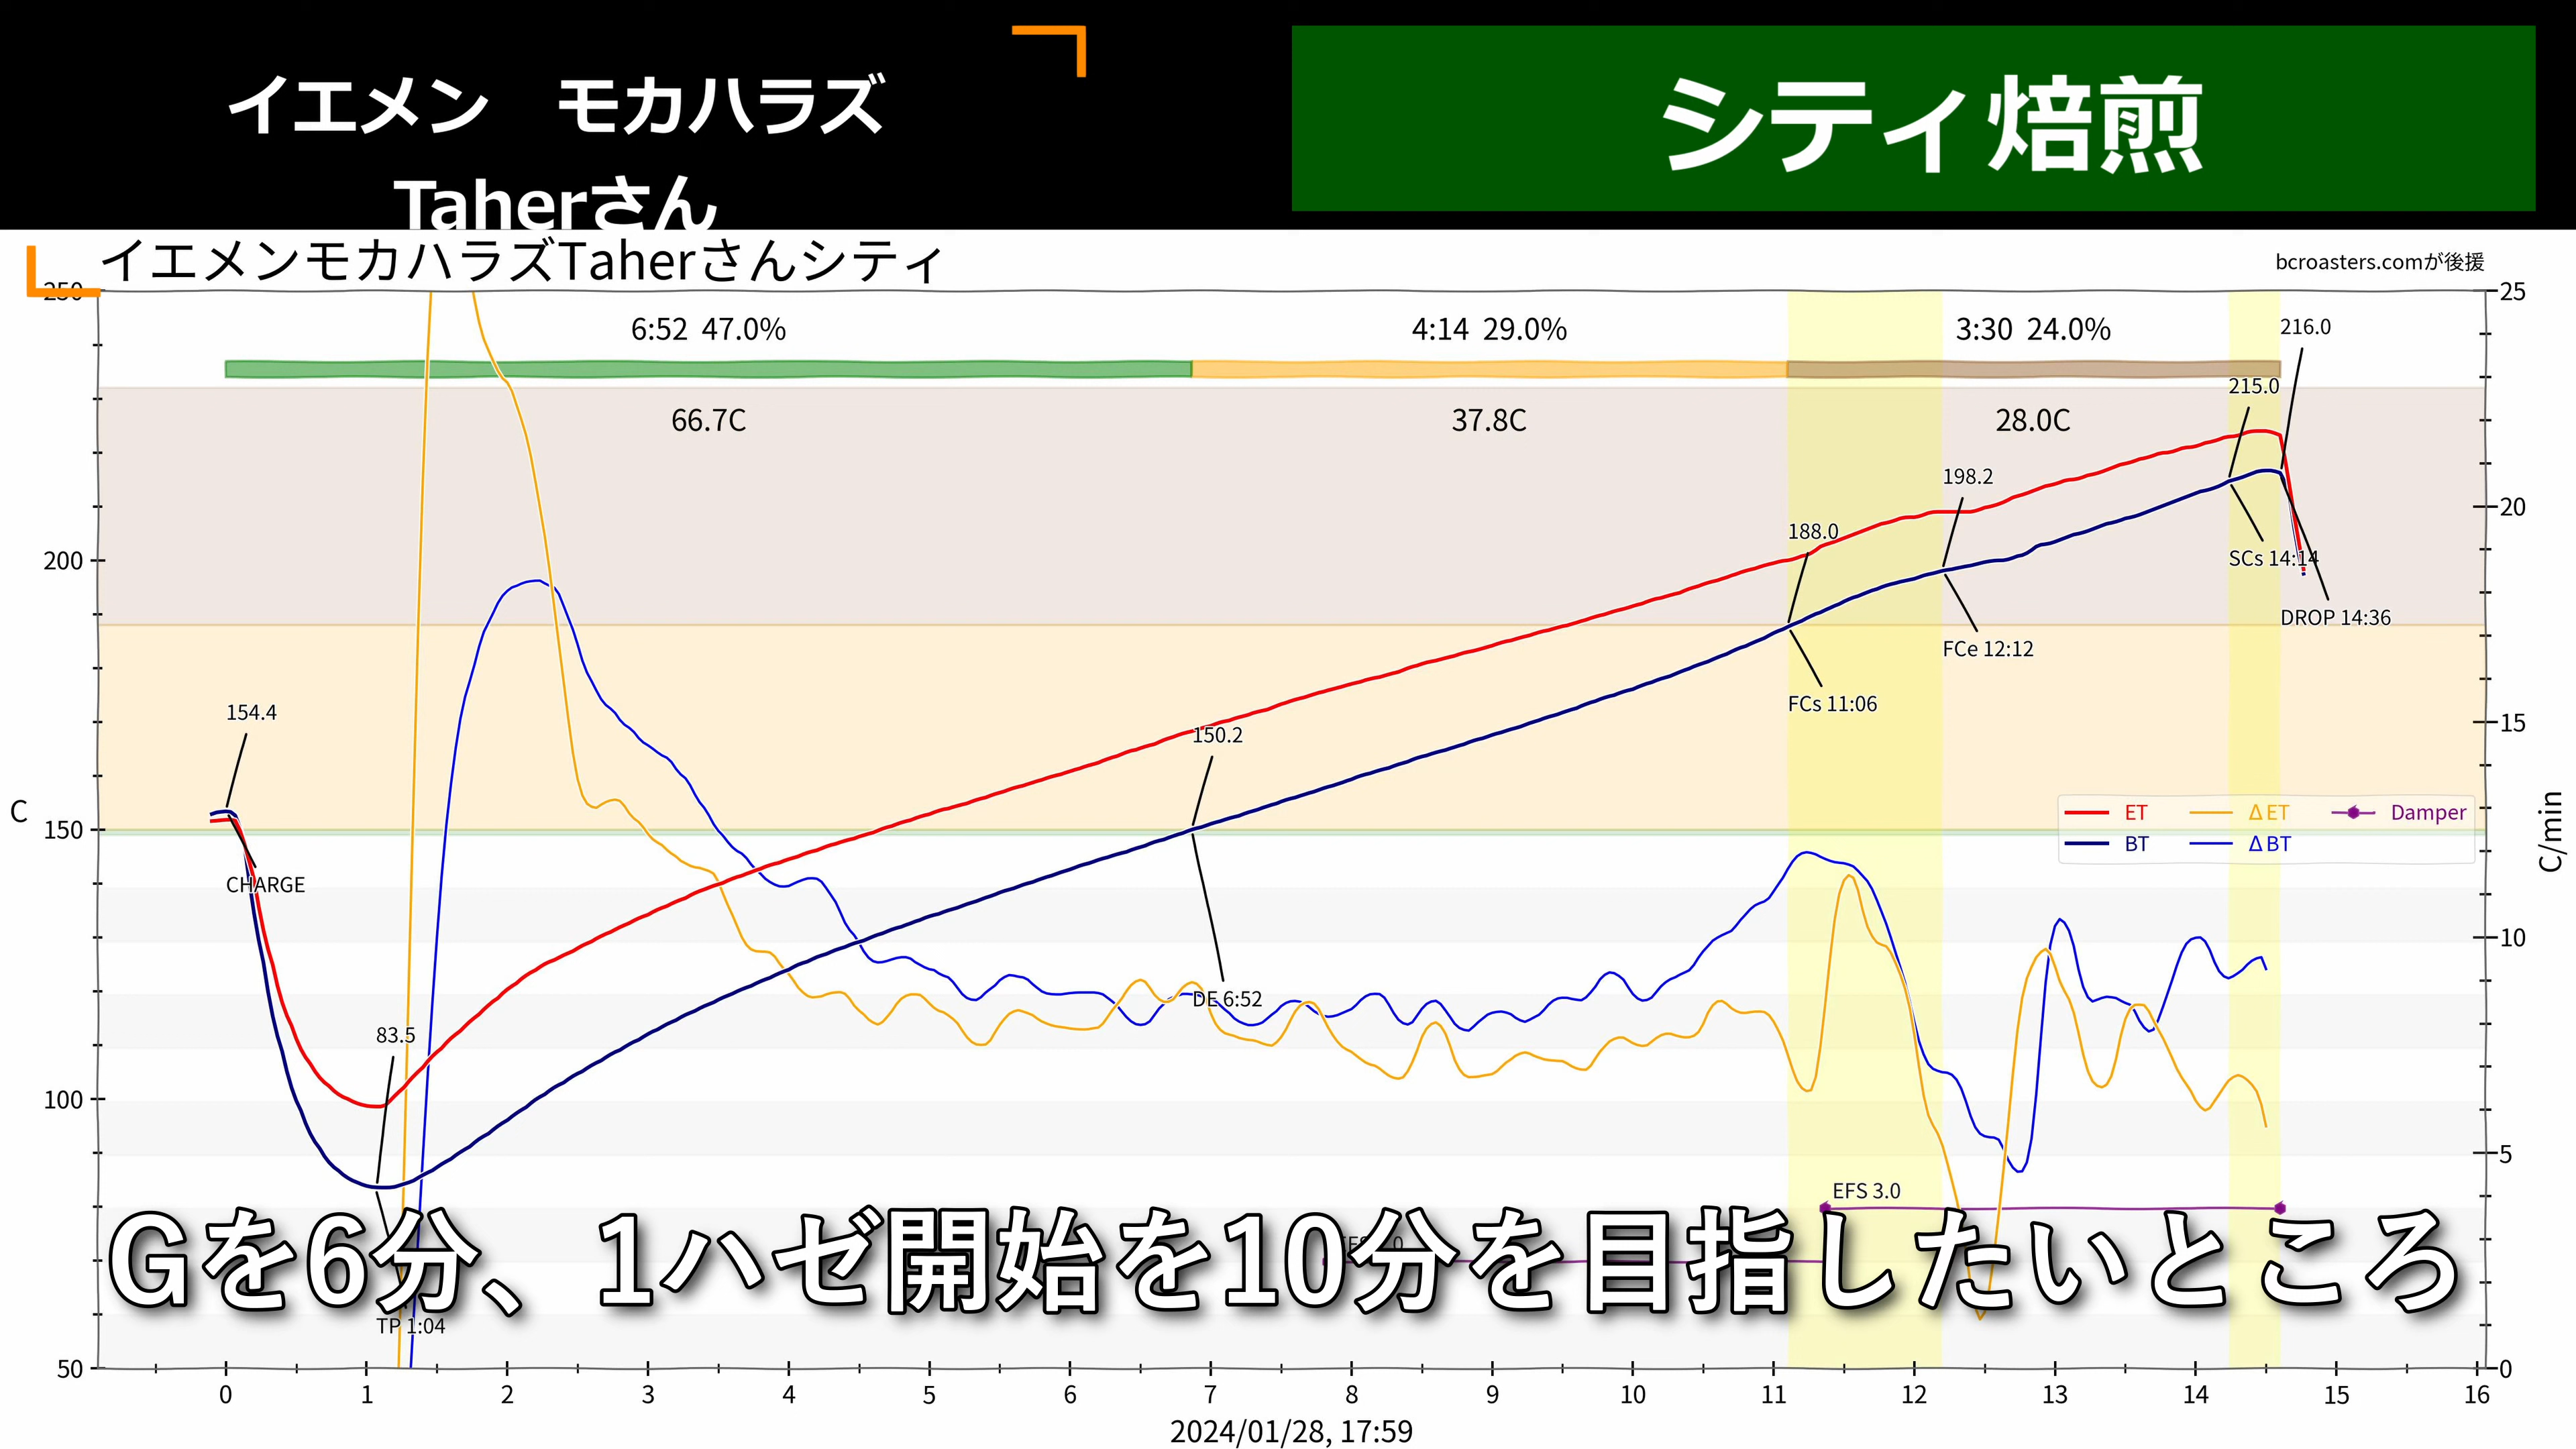 イエメン　モカハラズ
Taherさん
シティ焙煎
イエメンモカハラズTaherさんシティ
bcroasters.comが後援
250
25
6:52 47.0%
4:14 29.0%
3:30 24.0%
216.0
215.0
66.7C
37.8C
28.0C
198.2
188.0
200
20
SCs 14:14
DROP 14:36
FCe 12:12
FCs 11:06
154.4
150.2
15
C
150
ET
ΔET
Damper
BT
ΔBT
C/min
CHARGE
DE 6:52
10
83.5
100
5
EFS 3.0
Gを6分、1ハゼ開始を10分を目指したいところ
TP 1:04
50
0
0 1 2 3 4 5 6 7 8 9 10 11 12 13 14 15 16
2024/01/28, 17:59